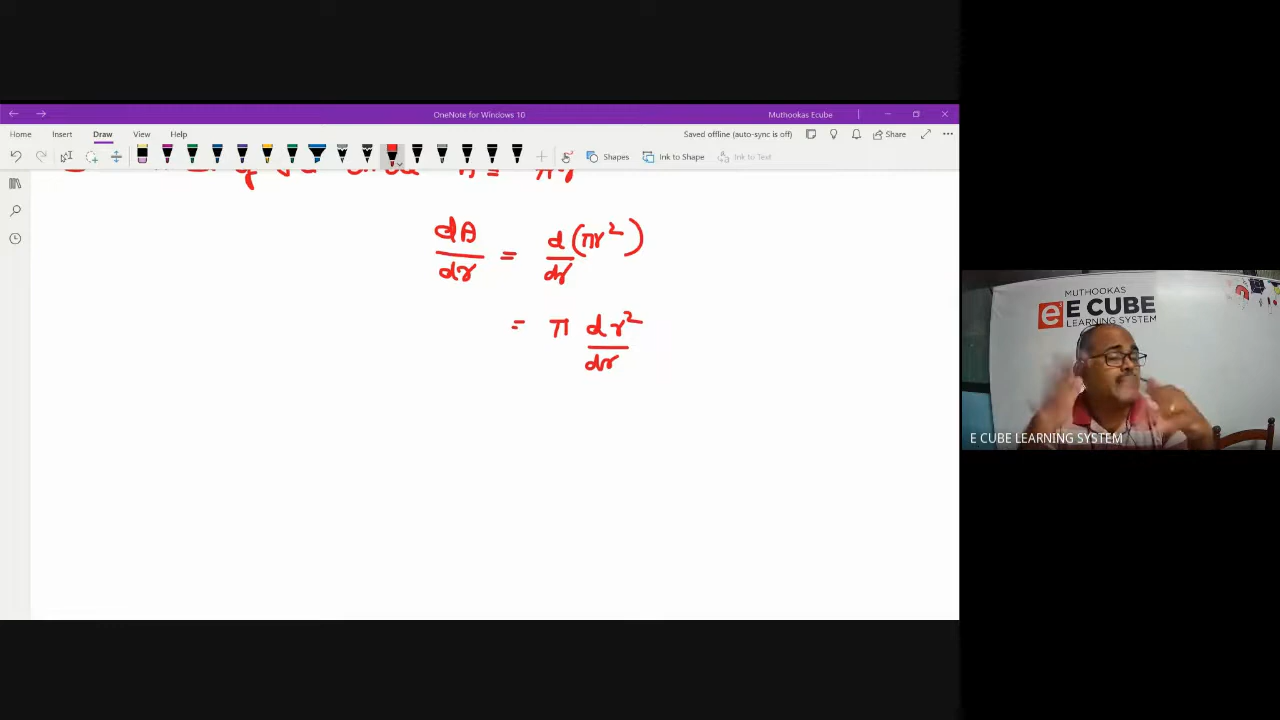 OneNote for Windows 10
Muthookas Ecube
Home Insert Draw View Help
Saved offline (auto-sync is off)
Share
Shapes
Ink to Shape
Ink to Text
dA/dr = d/dr (πr²)
= π dr²/dr
MUTHOOKAS
e³ E CUBE
LEARNING SYSTEM
E CUBE LEARNING SYSTEM